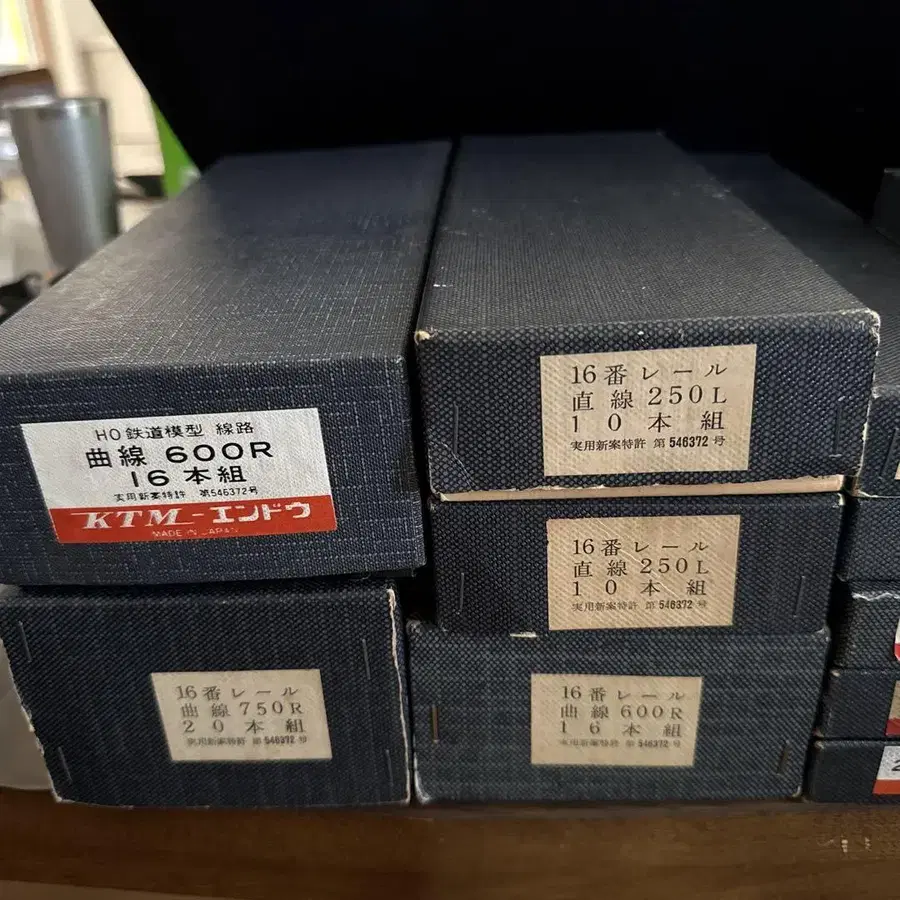 HO 鉄道模型 線路
曲線 600R
16本組
実用新案特許 第546372号
KTM-エンドウ
MADE IN JAPAN
16番レール
直線 250L
10本組
実用新案特許 第546372号
16番レール
直線 250L
10本組
実用新案特許 第546372号
16番レール
曲線 750R
20本組
実用新案特許 第546372号
16番レール
曲線 600R
16本組
実用新案特許 第546372号
2